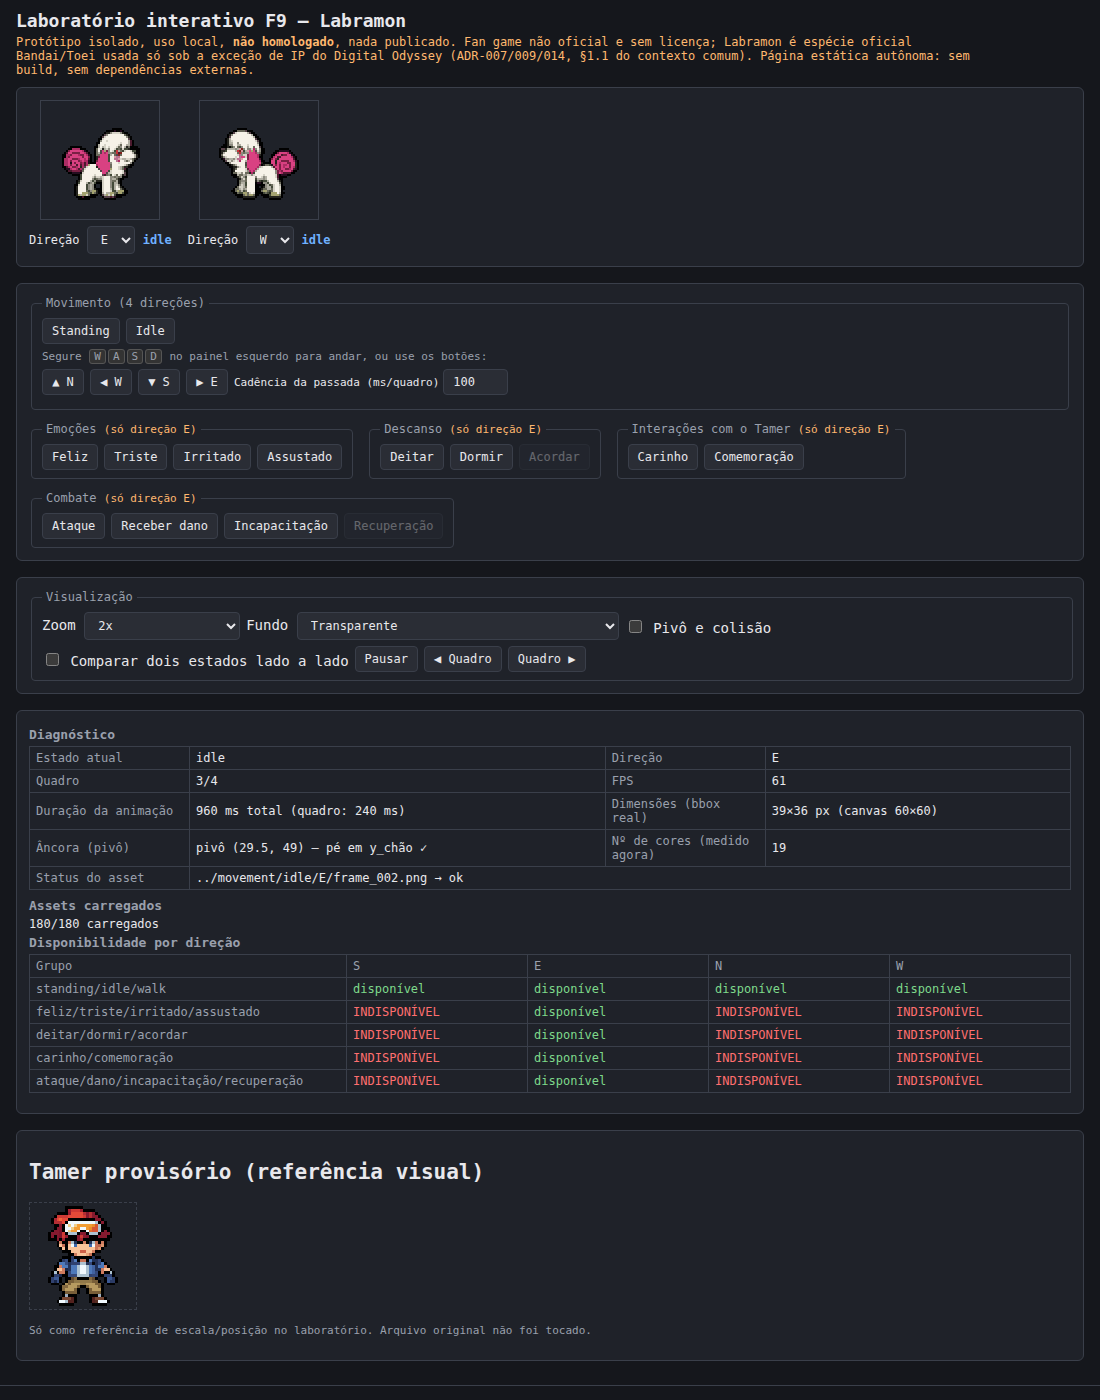 Laboratório interativo F9 — Labramon
Protótipo isolado, uso local, não homologado, nada publicado. Fan game não oficial e sem licença; Labramon é espécie oficial
Bandai/Toei usada só sob a exceção de IP do Digital Odyssey (ADR-007/009/014, §1.1 do contexto comum). Página estática autônoma: sem
build, sem dependências externas.
Direção E idle Direção W idle
Movimento (4 direções)
Standing Idle
Segure W A S D no painel esquerdo para andar, ou use os botões:
▲ N ◀ W ▼ S ▶ E Cadência da passada (ms/quadro) 100
Emoções (só direção E) Descanso (só direção E) Interações com o Tamer (só direção E)
Feliz Triste Irritado Assustado Deitar Dormir Acordar Carinho Comemoração
Combate (só direção E)
Ataque Receber dano Incapacitação Recuperação
Visualização
Zoom 2x Fundo Transparente Pivô e colisão
Comparar dois estados lado a lado Pausar ◀ Quadro Quadro ▶
Diagnóstico
Estado atual idle Direção E
Quadro 3/4 FPS 61
Duração da animação 960 ms total (quadro: 240 ms) Dimensões (bbox real) 39×36 px (canvas 60×60)
Âncora (pivô) pivô (29.5, 49) — pé em y_chão ✓ Nº de cores (medido agora) 19
Status do asset ../movement/idle/E/frame_002.png → ok
Assets carregados
180/180 carregados
Disponibilidade por direção
Grupo S E N W
standing/idle/walk disponível disponível disponível disponível
feliz/triste/irritado/assustado INDISPONÍVEL disponível INDISPONÍVEL INDISPONÍVEL
deitar/dormir/acordar INDISPONÍVEL disponível INDISPONÍVEL INDISPONÍVEL
carinho/comemoração INDISPONÍVEL disponível INDISPONÍVEL INDISPONÍVEL
ataque/dano/incapacitação/recuperação INDISPONÍVEL disponível INDISPONÍVEL INDISPONÍVEL
Tamer provisório (referência visual)
Só como referência de escala/posição no laboratório. Arquivo original não foi tocado.